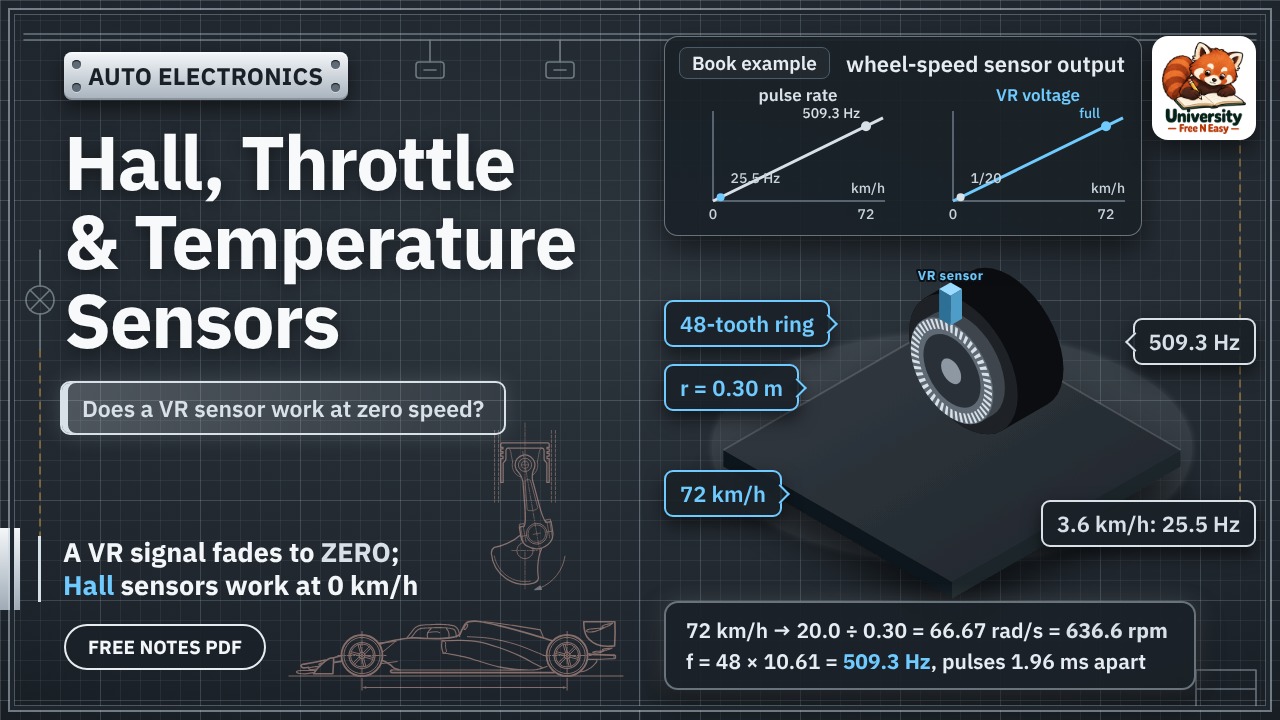 AUTO ELECTRONICS
Hall, Throttle
& Temperature
Sensors
Does a VR sensor work at zero speed?
A VR signal fades to ZERO;
Hall sensors work at 0 km/h
FREE NOTES PDF
Book example
wheel-speed sensor output
pulse rate
509.3 Hz
25.5 Hz
km/h
0
72
VR voltage
full
1/20
km/h
0
72
University
Free N Easy
VR sensor
48-tooth ring
r = 0.30 m
72 km/h
509.3 Hz
3.6 km/h: 25.5 Hz
72 km/h → 20.0 ÷ 0.30 = 66.67 rad/s = 636.6 rpm
f = 48 × 10.61 = 509.3 Hz, pulses 1.96 ms apart